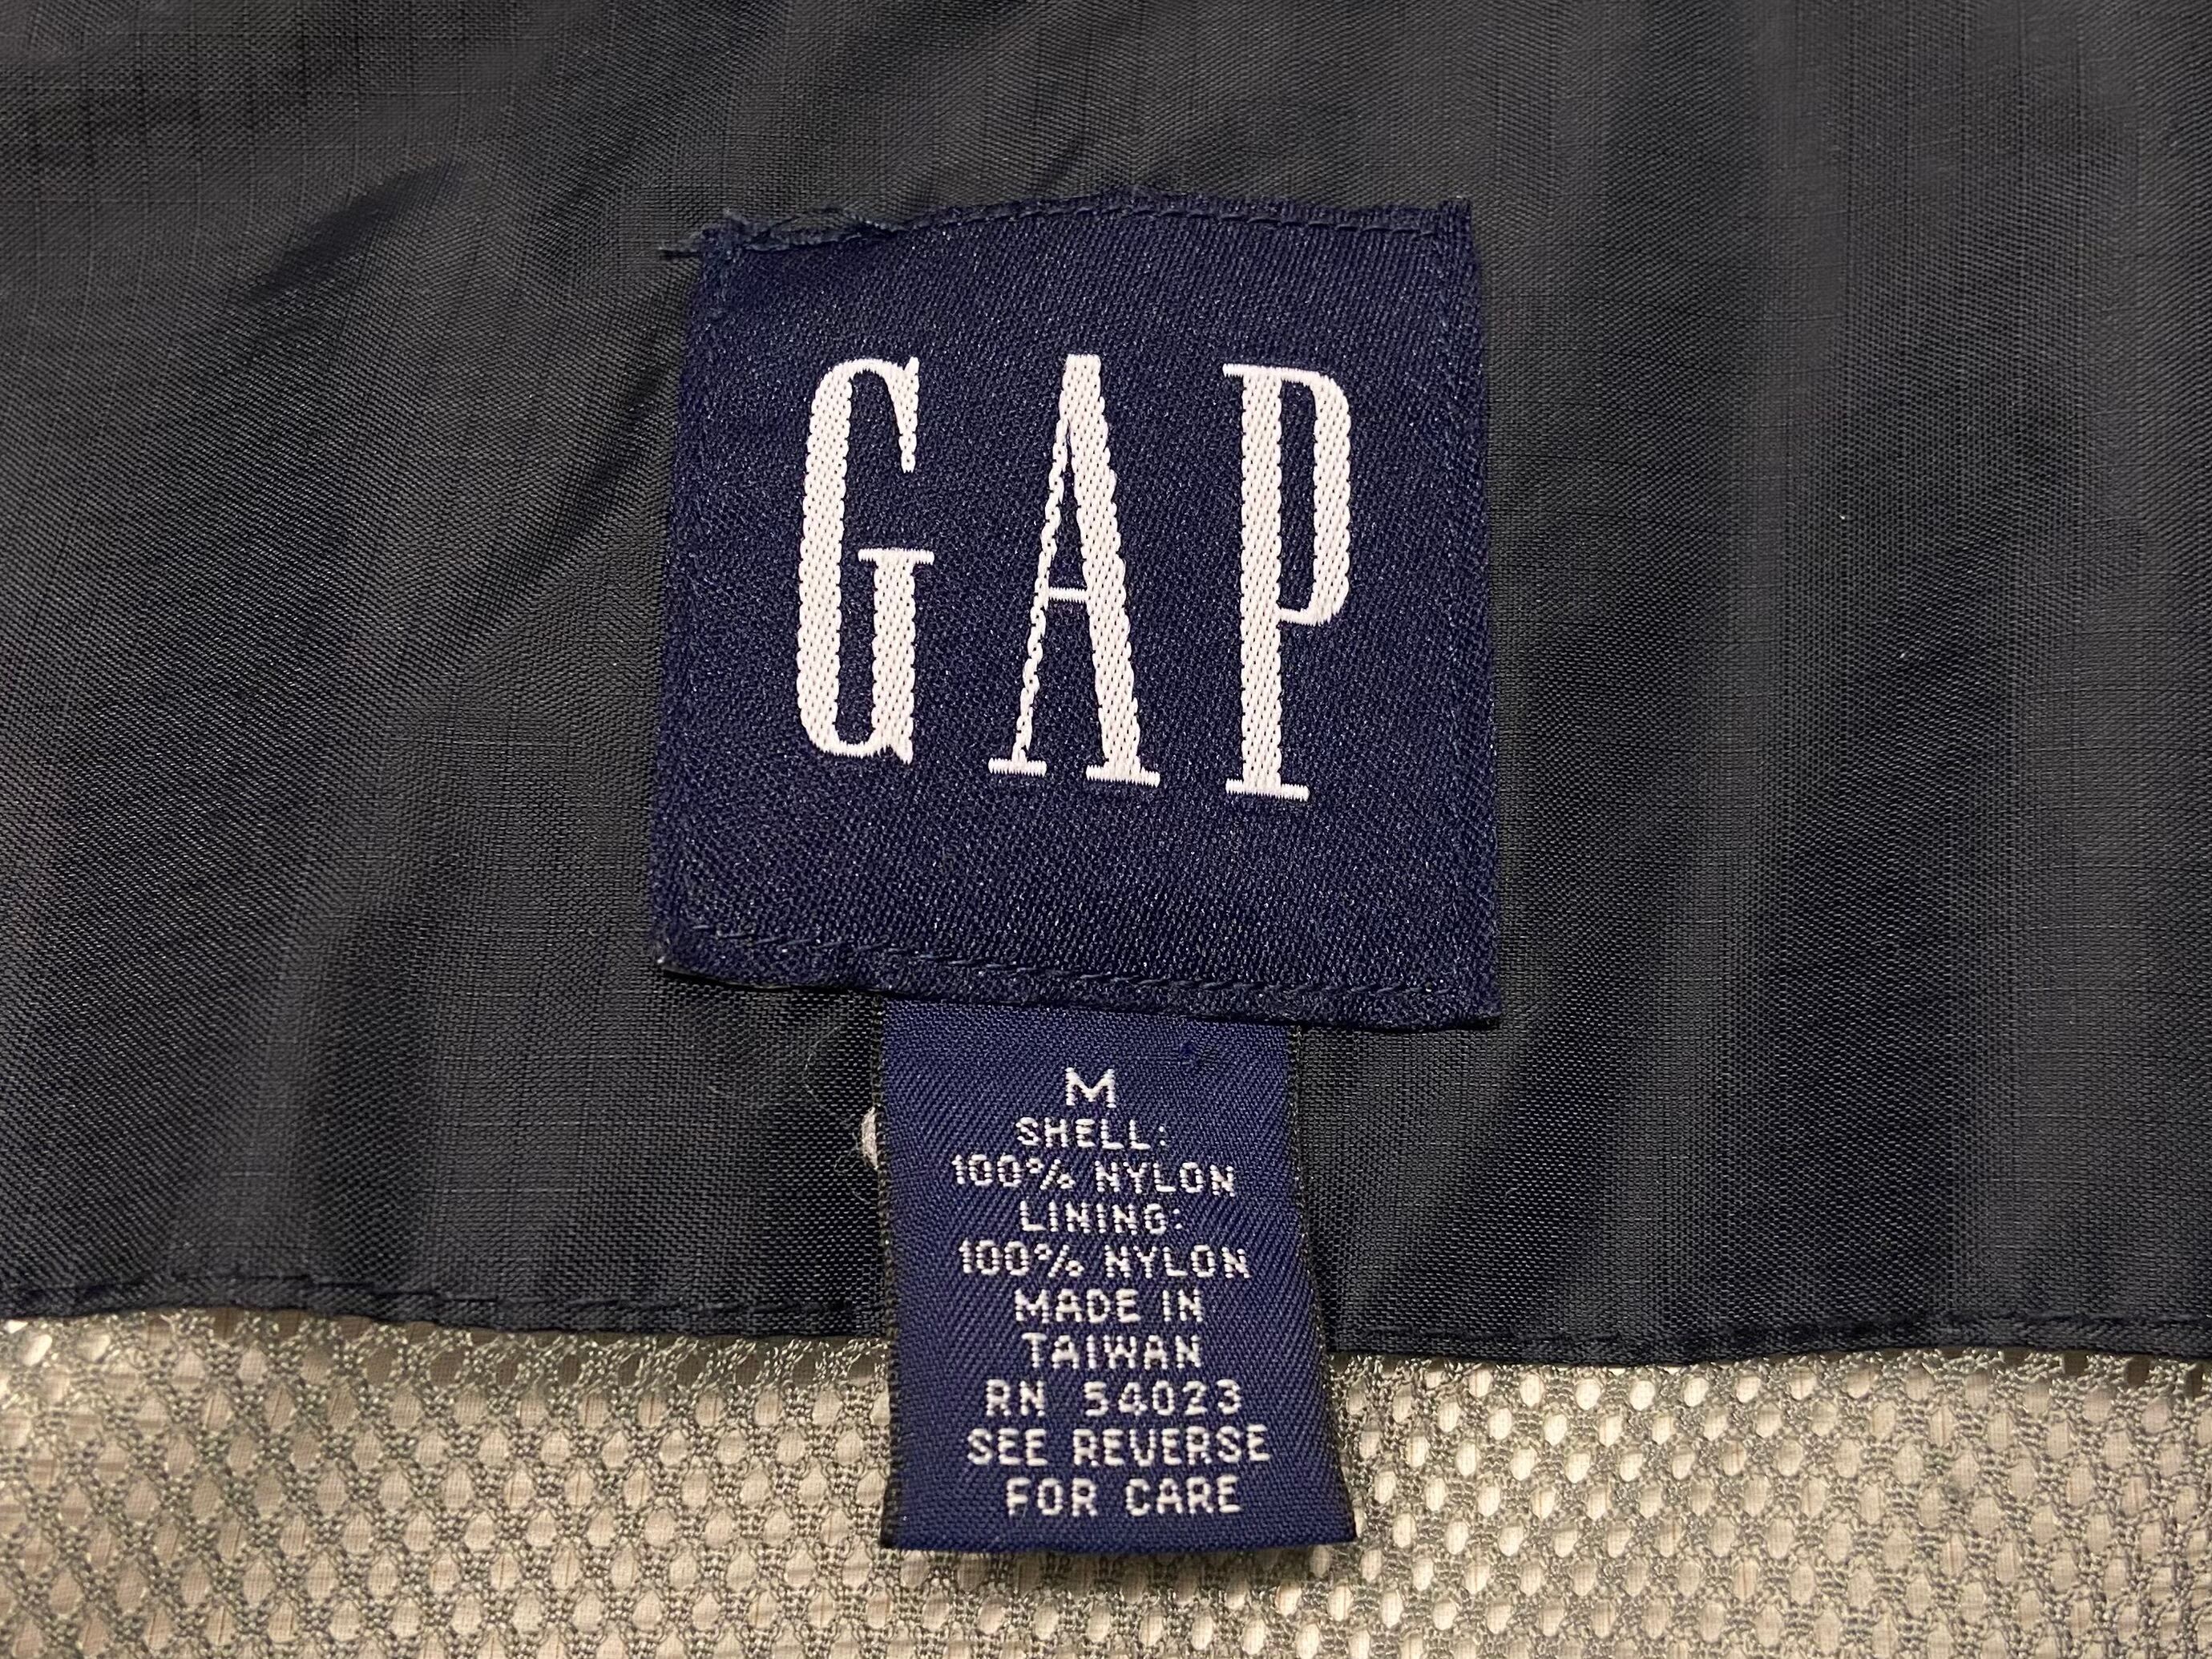 GAP
M
SHELL:
100% NYLON
LINING:
100% NYLON
MADE IN
TAIWAN
RN 54023
SEE REVERSE
FOR CARE